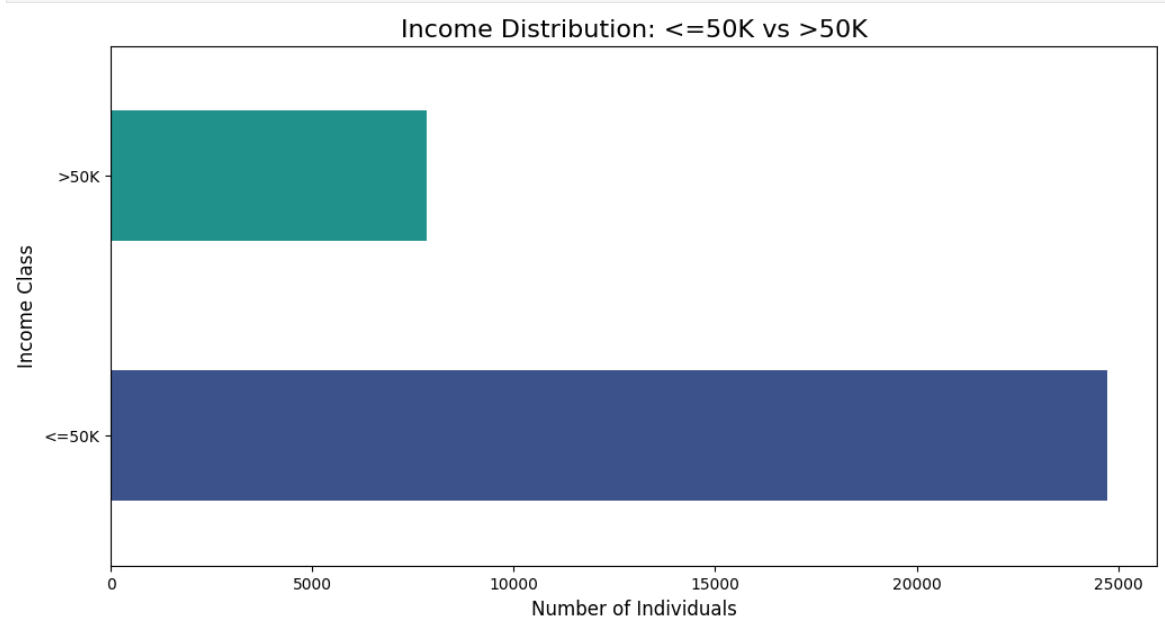 Income Distribution: <=50K vs >50K
>50K
Income Class
<=50K
0 5000 10000 15000 20000 25000
Number of Individuals